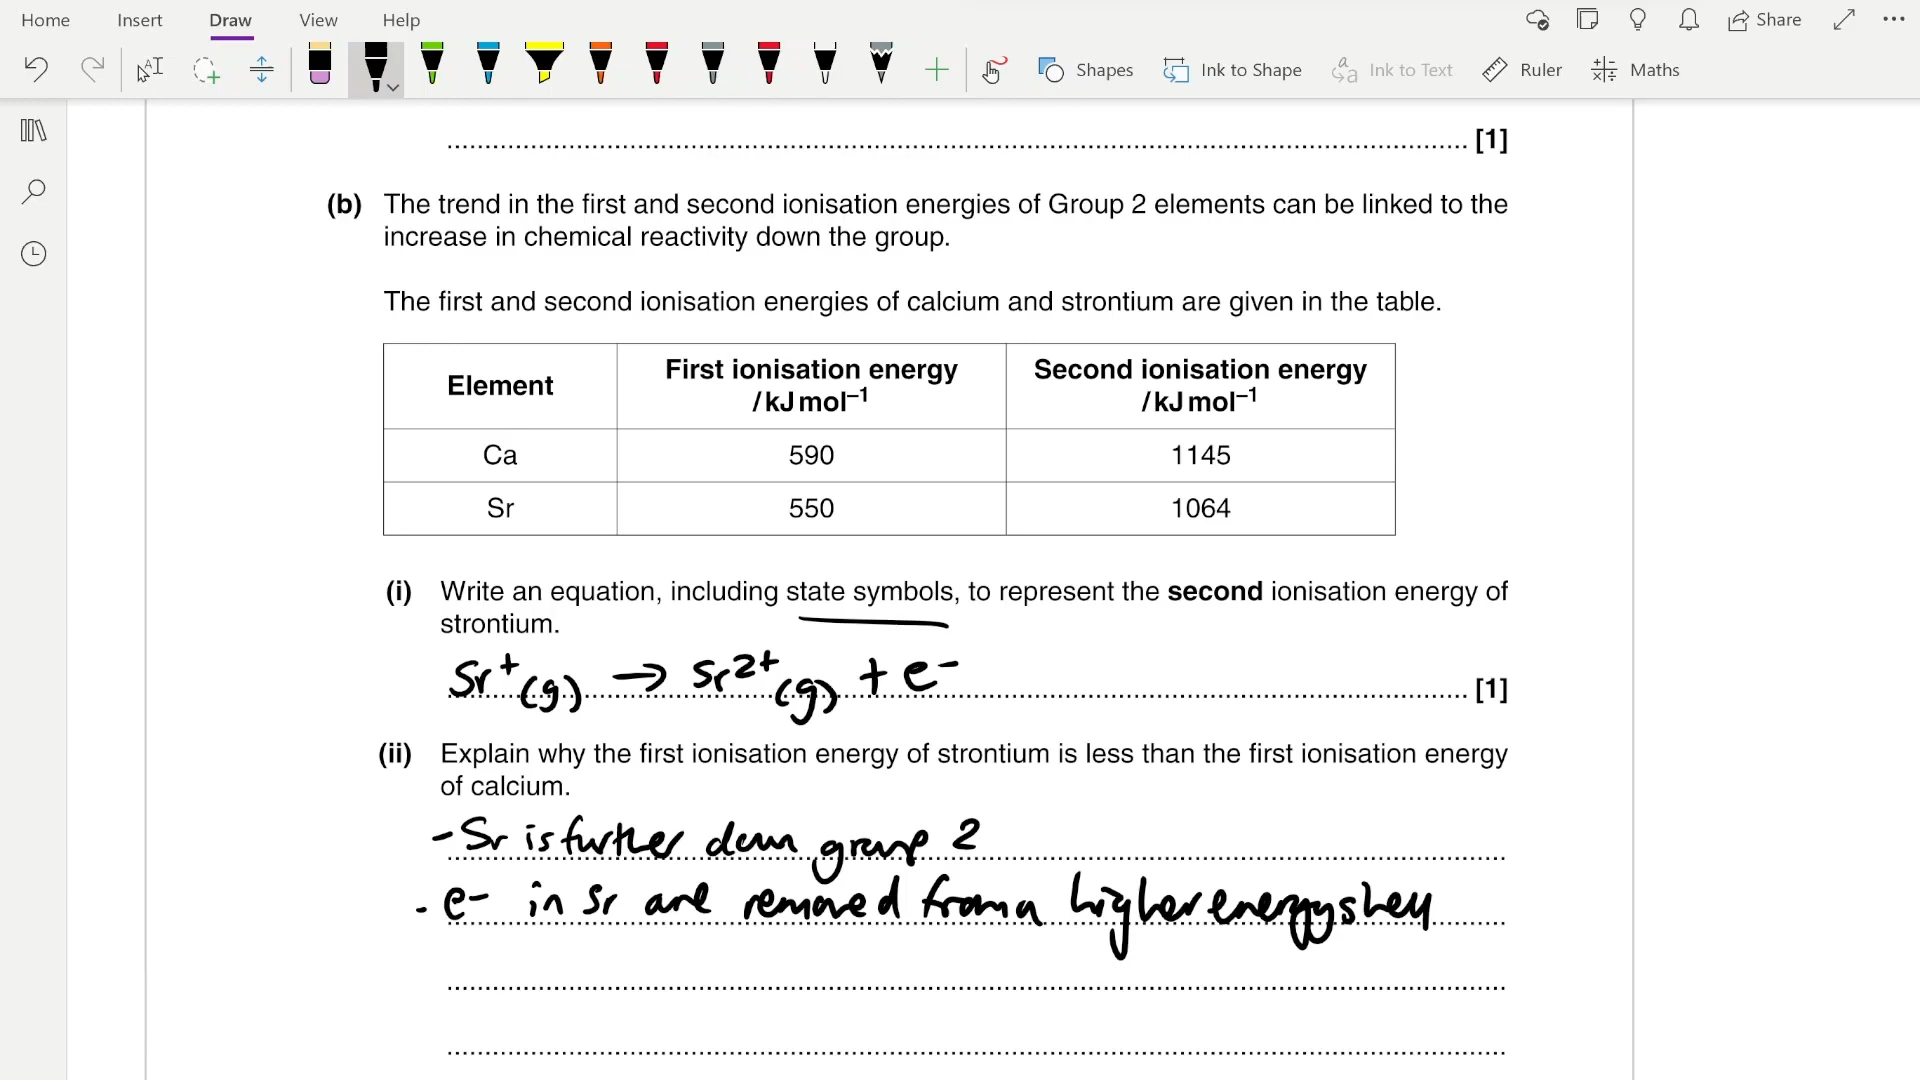 Home Insert Draw View Help
Share
Shapes Ink to Shape Ink to Text Ruler Maths
[1]
(b) The trend in the first and second ionisation energies of Group 2 elements can be linked to the
increase in chemical reactivity down the group.
The first and second ionisation energies of calcium and strontium are given in the table.
Element First ionisation energy /kJ mol⁻¹ Second ionisation energy /kJ mol⁻¹
Ca 590 1145
Sr 550 1064
(i) Write an equation, including state symbols, to represent the second ionisation energy of
strontium.
Sr⁺(g) → Sr²⁺(g) + e⁻ [1]
(ii) Explain why the first ionisation energy of strontium is less than the first ionisation energy
of calcium.
- Sr is further down group 2
- e⁻ in Sr are removed from a higher energy shell